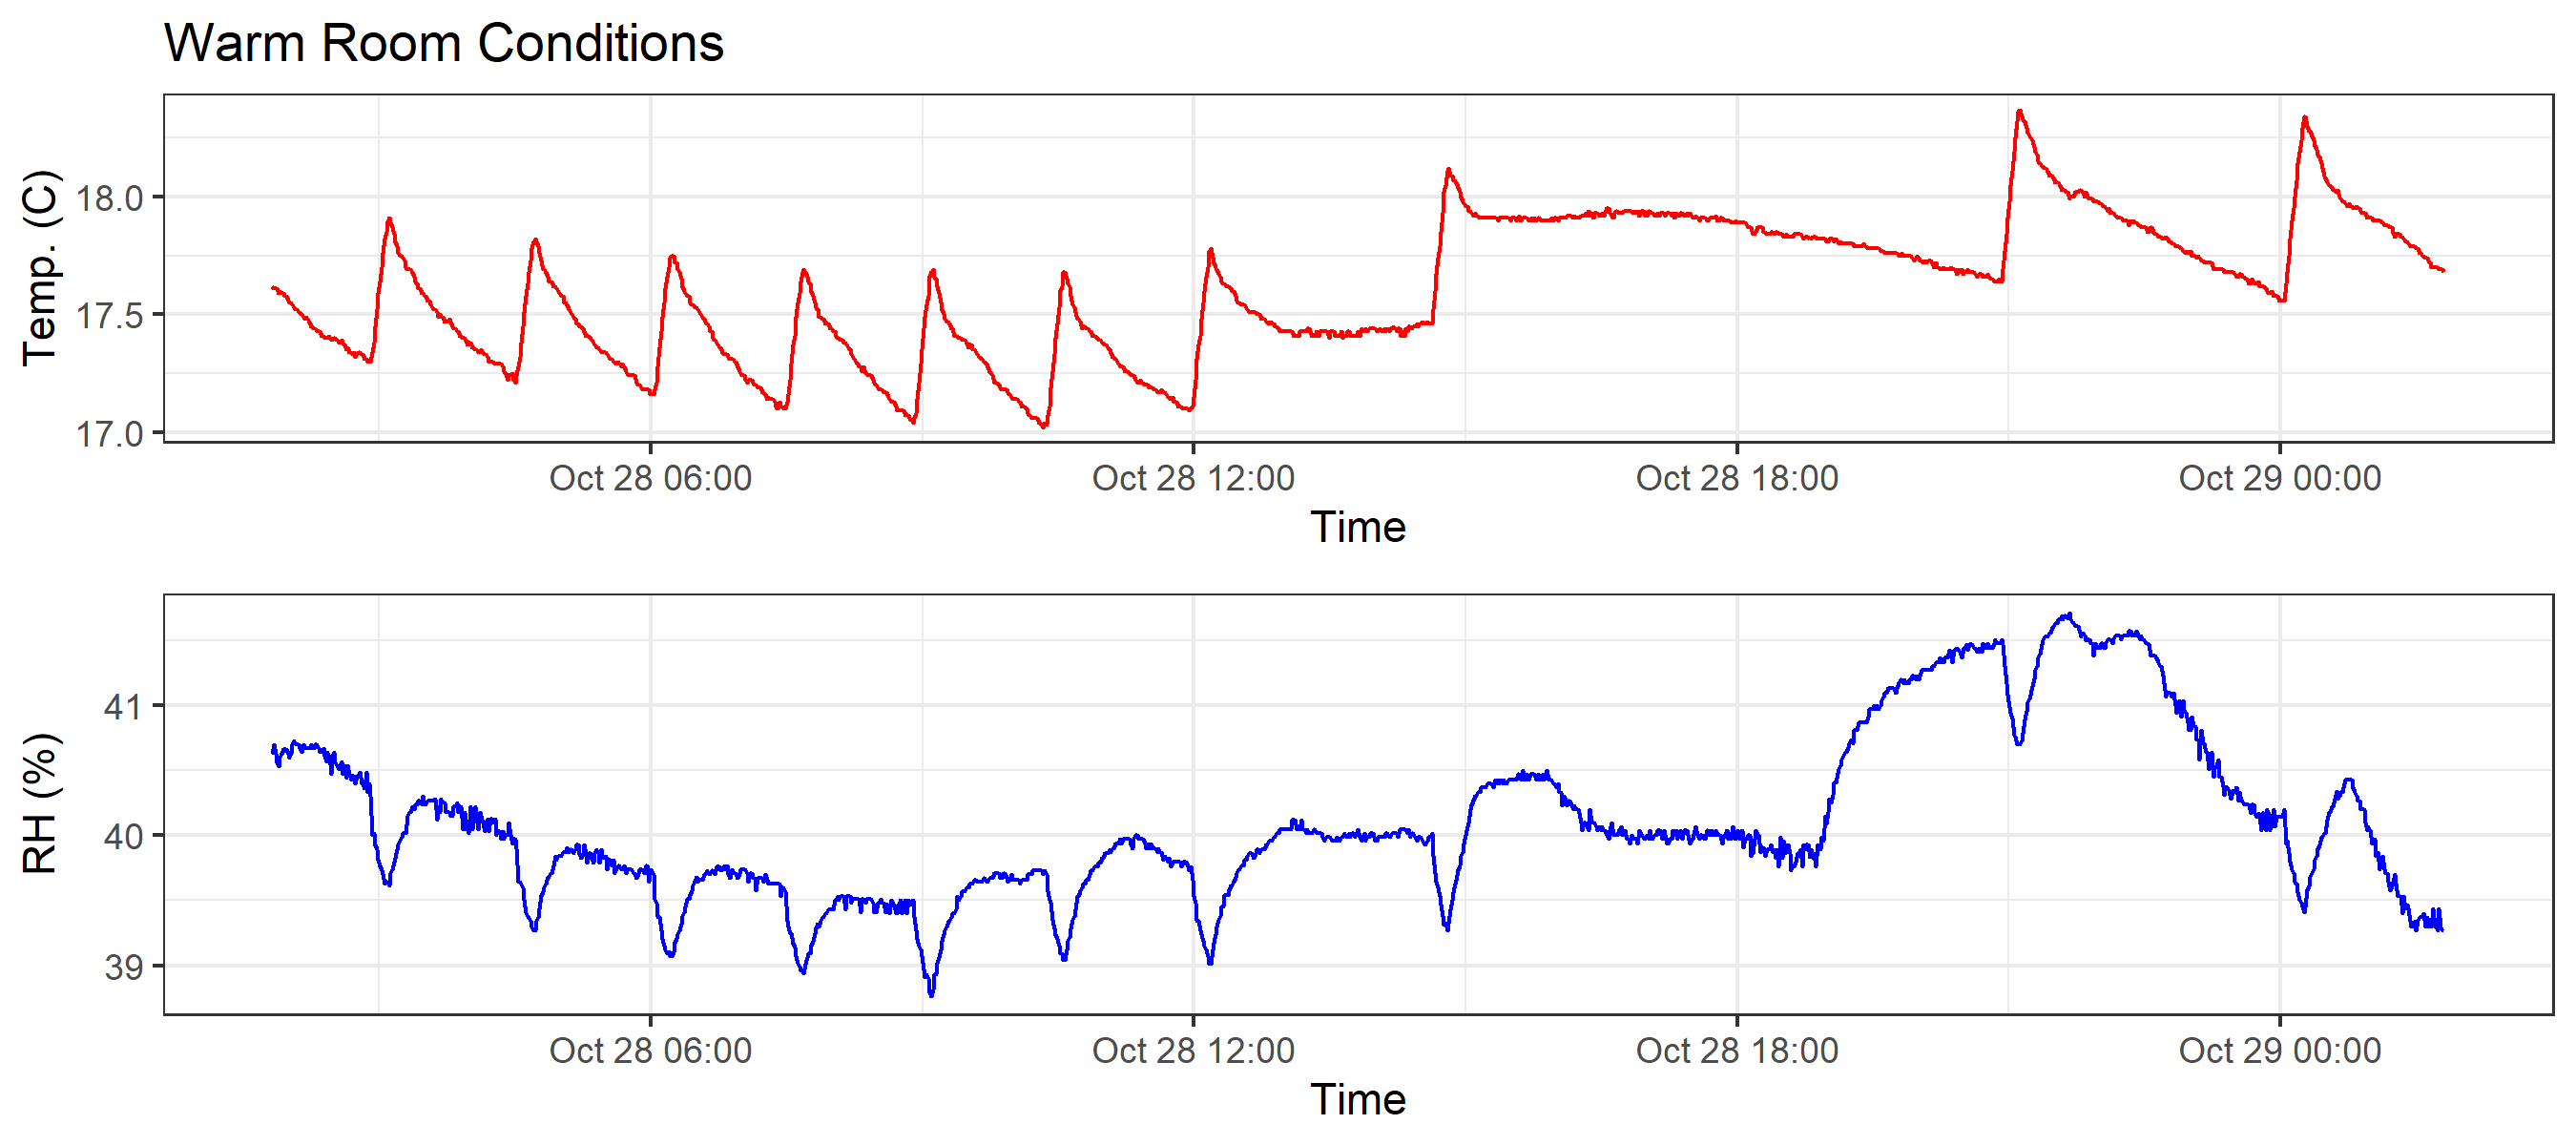 Warm Room Conditions
Temp. (C)
18.0
17.5
17.0
Oct 28 06:00 Oct 28 12:00 Oct 28 18:00 Oct 29 00:00
Time
RH (%)
41
40
39
Oct 28 06:00 Oct 28 12:00 Oct 28 18:00 Oct 29 00:00
Time